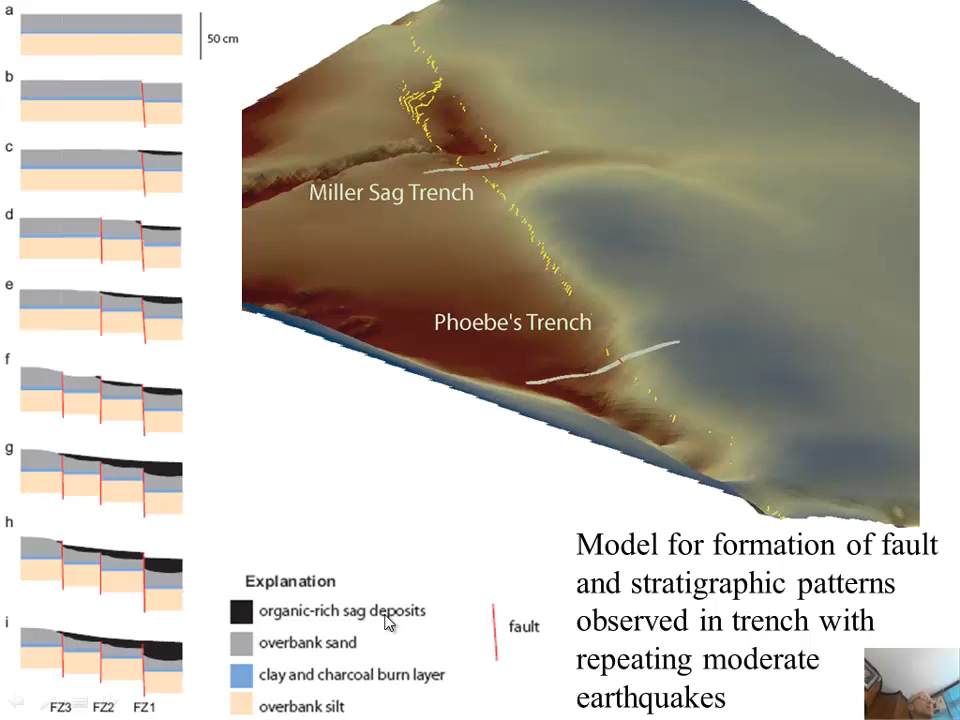 a
50 cm
b
c
Miller Sag Trench
d
e
Phoebe's Trench
f
g
h
Model for formation of fault
and stratigraphic patterns
observed in trench with
repeating moderate
earthquakes
Explanation
organic-rich sag deposits
fault
overbank sand
clay and charcoal burn layer
overbank silt
i
FZ3 FZ2 FZ1